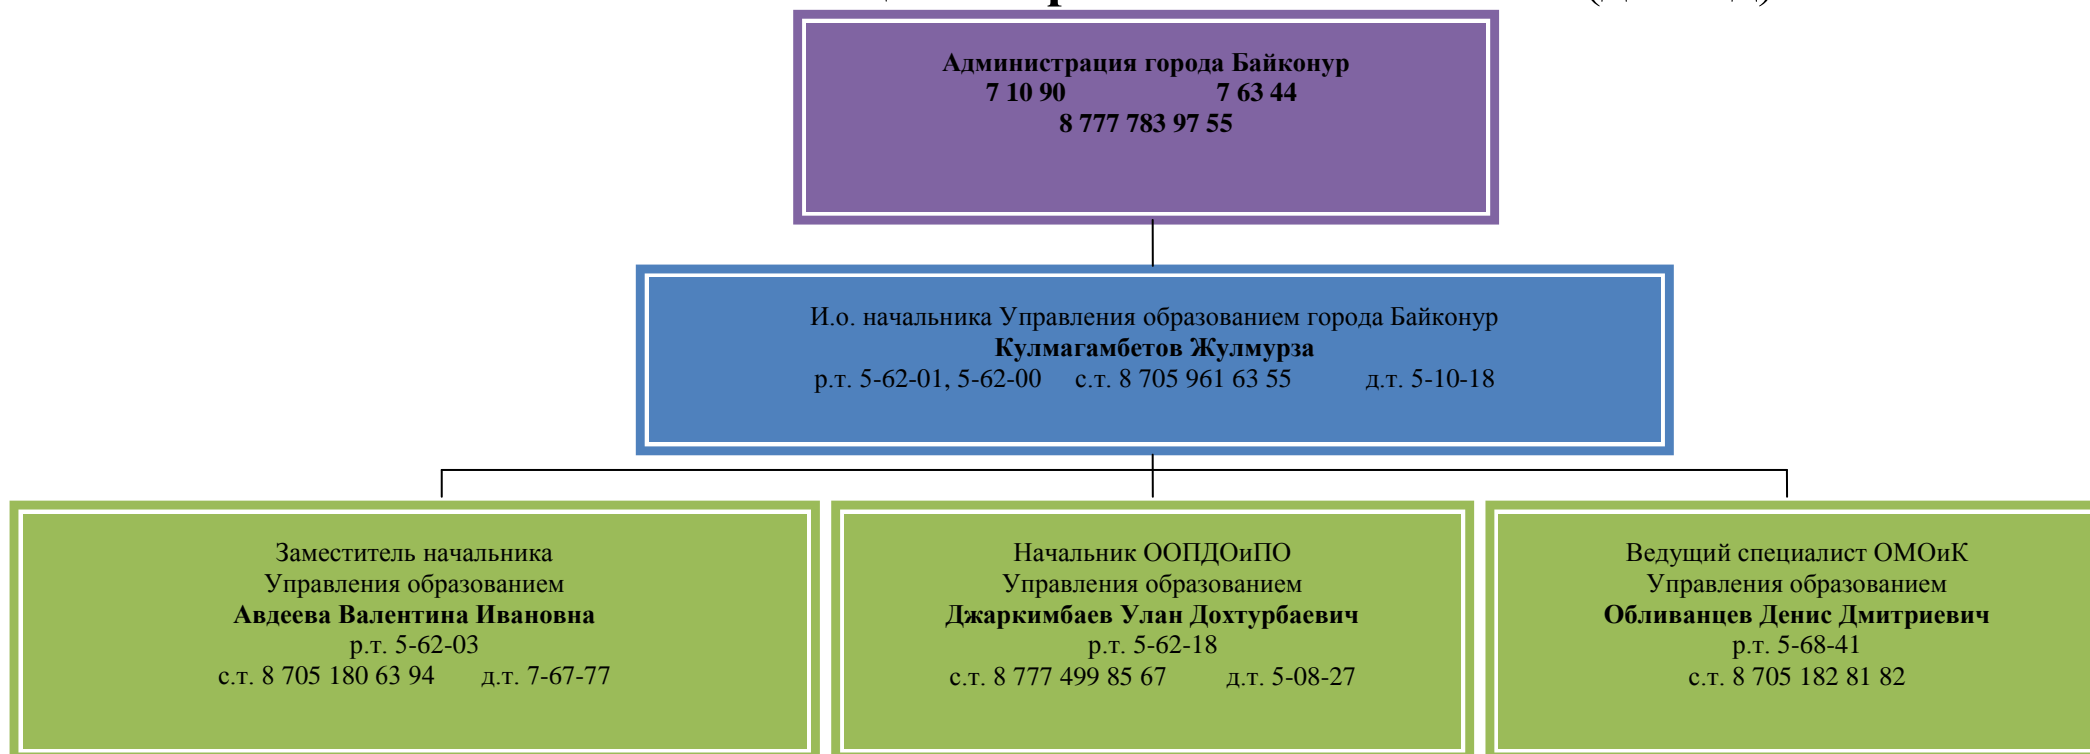 Администрация города Байконур
7 10 90 7 63 44
8 777 783 97 55
И.о. начальника Управления образованием города Байконур
Кулмагамбетов Жулмурза
р.т. 5-62-01, 5-62-00 с.т. 8 705 961 63 55 д.т. 5-10-18
Заместитель начальника
Управления образованием
Авдеева Валентина Ивановна
р.т. 5-62-03
с.т. 8 705 180 63 94 д.т. 7-67-77
Начальник ООПДОиПО
Управления образованием
Джаркимбаев Улан Дохтурбаевич
р.т. 5-62-18
с.т. 8 777 499 85 67 д.т. 5-08-27
Ведущий специалист ОМОиК
Управления образованием
Обливанцев Денис Дмитриевич
р.т. 5-68-41
с.т. 8 705 182 81 82